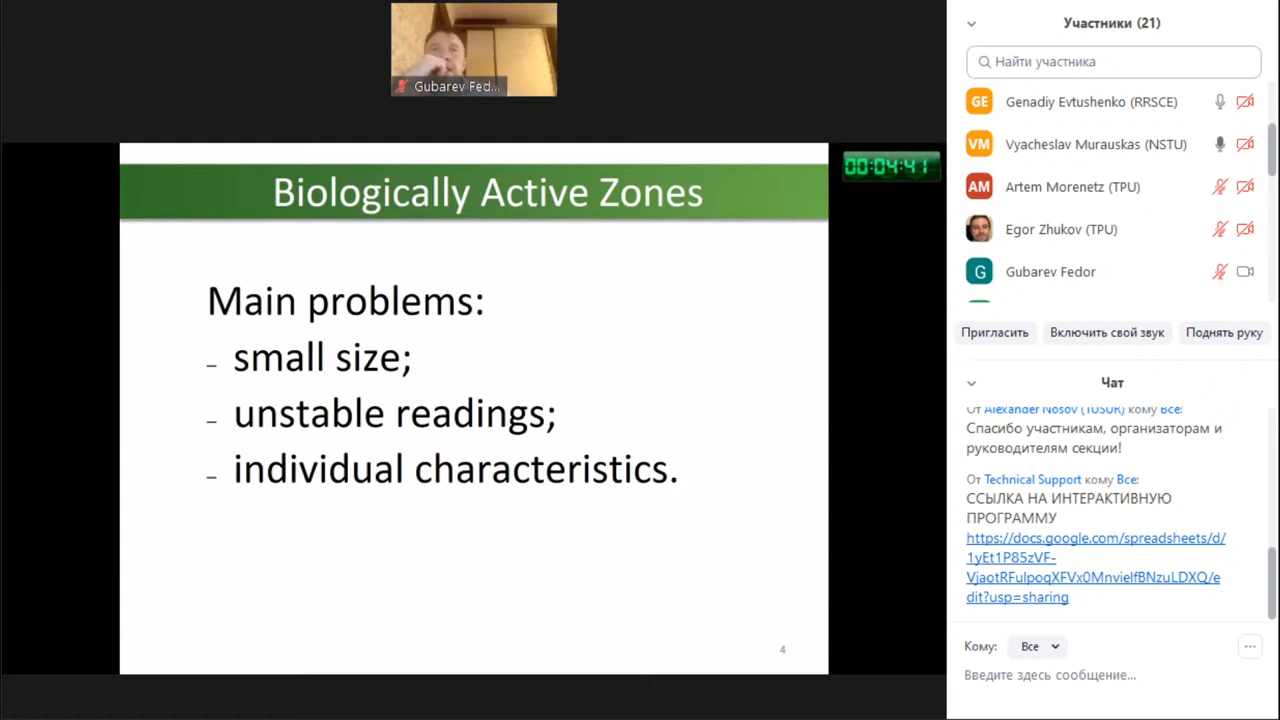 Gubarev Fed...
Biologically Active Zones
00:04:41
Main problems:
- small size;
- unstable readings;
- individual characteristics.
4
Участники (21)
Найти участника
GE Genadiy Evtushenko (RRSCE)
VM Vyacheslav Murauskas (NSTU)
AM Artem Morenetz (TPU)
Egor Zhukov (TPU)
G Gubarev Fedor
Пригласить Включить свой звук Поднять руку
Чат
От Alexander Nosov (TUSUR) кому Все:
Спасибо участникам, организаторам и
руководителям секции!
От Technical Support кому Все:
ССЫЛКА НА ИНТЕРАКТИВНУЮ
ПРОГРАММУ
https://docs.google.com/spreadsheets/d/
1yEt1P85zVF-
VjaotRFulpoqXFVx0MnvielfBNzuLDXQ/e
dit?usp=sharing
Кому: Все
Введите здесь сообщение...